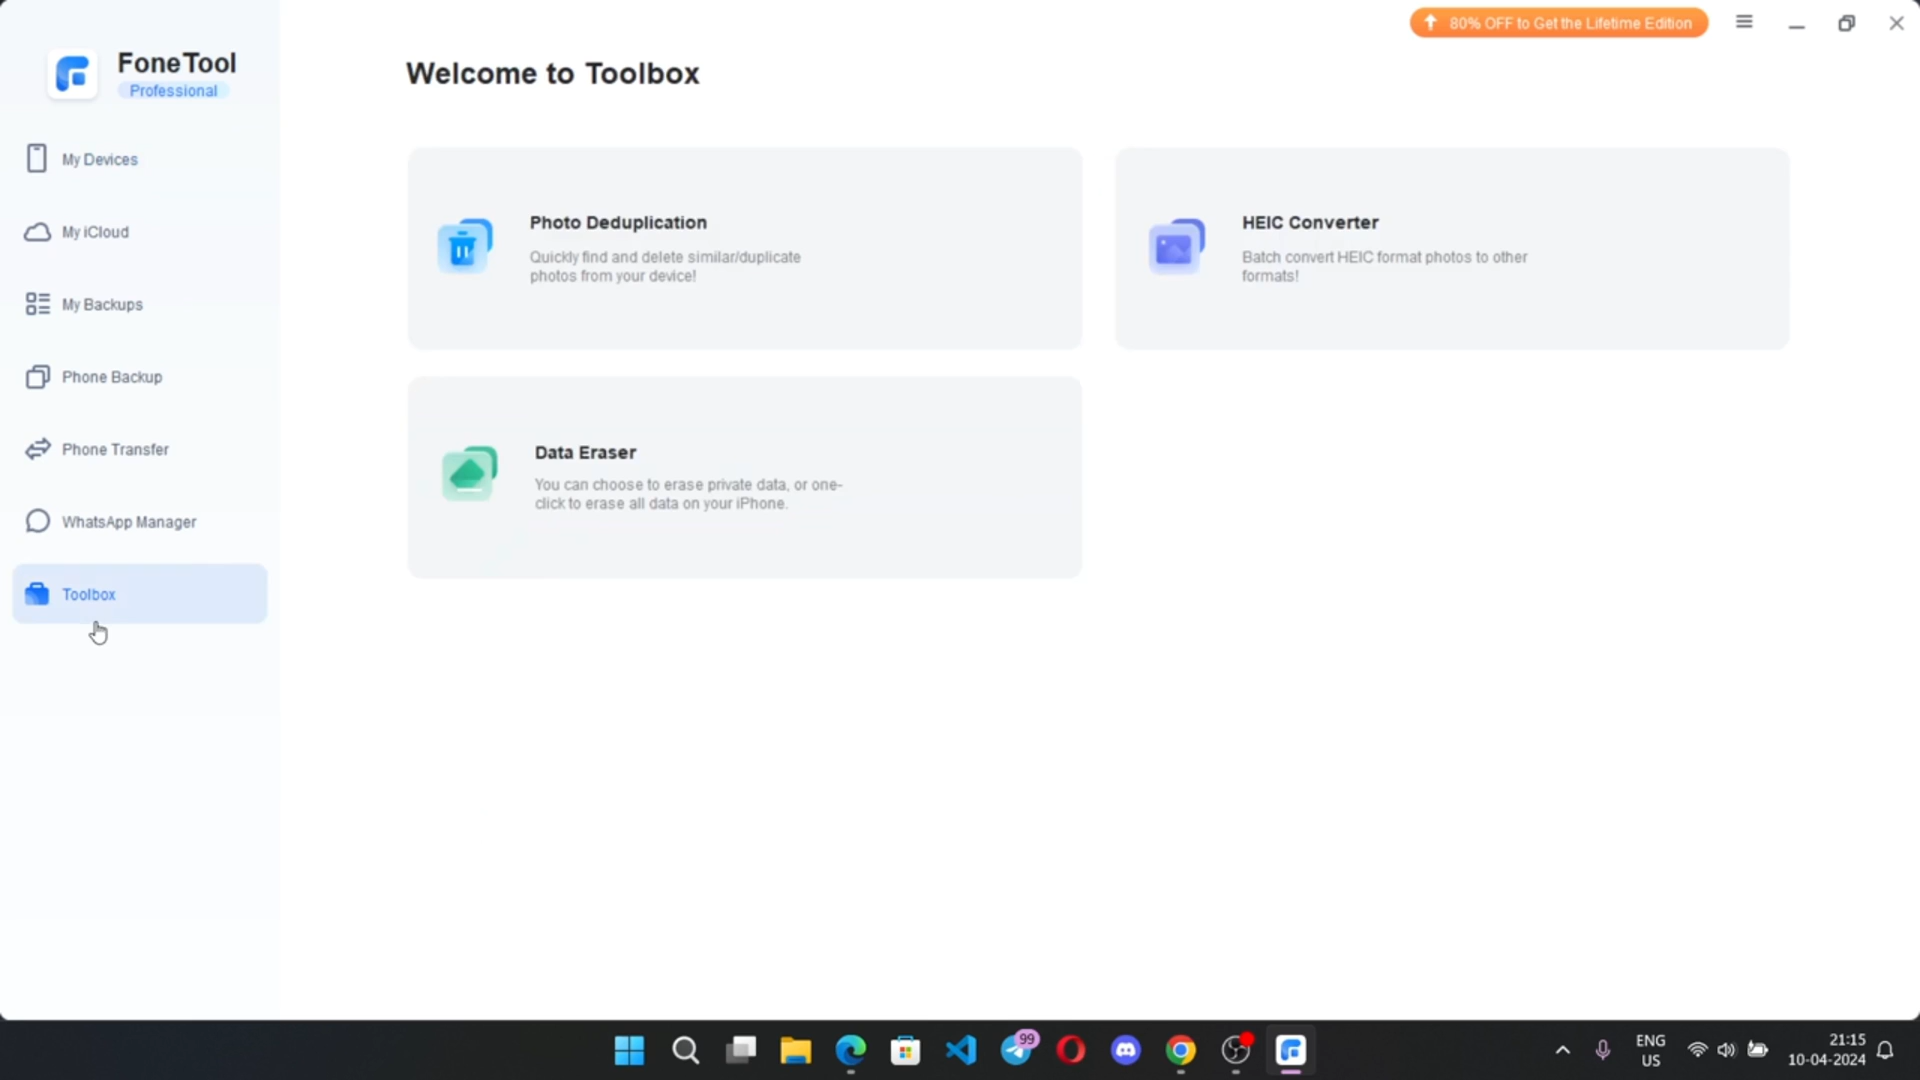 FoneTool
Professional
My Devices
My iCloud
My Backups
Phone Backup
Phone Transfer
WhatsApp Manager
Toolbox
80% OFF to Get the Lifetime Edition
Welcome to Toolbox
Photo Deduplication
Quickly find and delete similar/duplicate
photos from your device!
HEIC Converter
Batch convert HEIC format photos to other
formats!
Data Eraser
You can choose to erase private data, or one-
click to erase all data on your iPhone.
99
ENG
US
21:15
10-04-2024